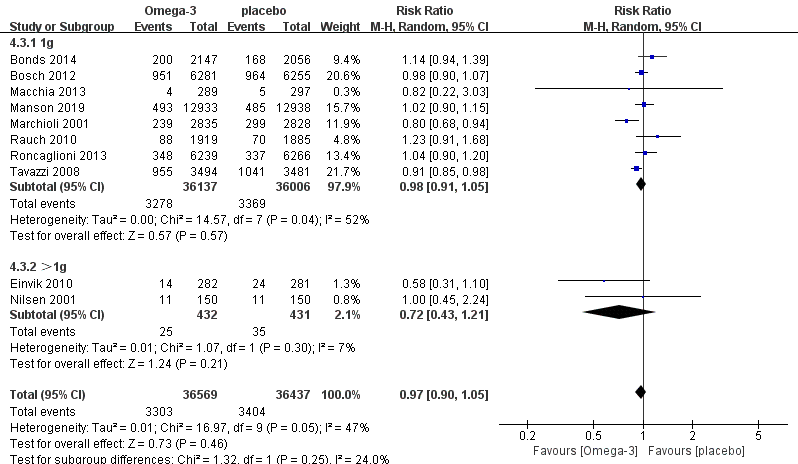 Omega-3 placebo Risk Ratio Risk Ratio
Study or Subgroup Events Total Events Total Weight M-H, Random, 95% CI M-H, Random, 95% CI
4.3.1 1g
Bonds 2014 200 2147 168 2056 9.4% 1.14 [0.94, 1.39]
Bosch 2012 951 6281 964 6255 20.6% 0.98 [0.90, 1.07]
Macchia 2013 4 289 5 297 0.3% 0.82 [0.22, 3.03]
Manson 2019 493 12933 485 12938 15.7% 1.02 [0.90, 1.15]
Marchioli 2001 239 2835 299 2828 11.9% 0.80 [0.68, 0.94]
Rauch 2010 88 1919 70 1885 4.8% 1.23 [0.91, 1.68]
Roncaglioni 2013 348 6239 337 6266 13.4% 1.04 [0.90, 1.20]
Tavazzi 2008 955 3494 1041 3481 21.7% 0.91 [0.85, 0.98]
Subtotal (95% CI) 36137 36006 97.9% 0.98 [0.91, 1.05]
Total events 3278 3369
Heterogeneity: Tau² = 0.00; Chi² = 14.57, df = 7 (P = 0.04); I² = 52%
Test for overall effect: Z = 0.57 (P = 0.57)
4.3.2 >1g
Einvik 2010 14 282 24 281 1.3% 0.58 [0.31, 1.10]
Nilsen 2001 11 150 11 150 0.8% 1.00 [0.45, 2.24]
Subtotal (95% CI) 432 431 2.1% 0.72 [0.43, 1.21]
Total events 25 35
Heterogeneity: Tau² = 0.01; Chi² = 1.07, df = 1 (P = 0.30); I² = 7%
Test for overall effect: Z = 1.24 (P = 0.21)
Total (95% CI) 36569 36437 100.0% 0.97 [0.90, 1.05]
Total events 3303 3404
Heterogeneity: Tau² = 0.01; Chi² = 16.97, df = 9 (P = 0.05); I² = 47%
Test for overall effect: Z = 0.73 (P = 0.46)
Test for subgroup differences: Chi² = 1.32, df = 1 (P = 0.25), I² = 24.0%
0.2 0.5 1 2 5
Favours [Omega-3] Favours [placebo]